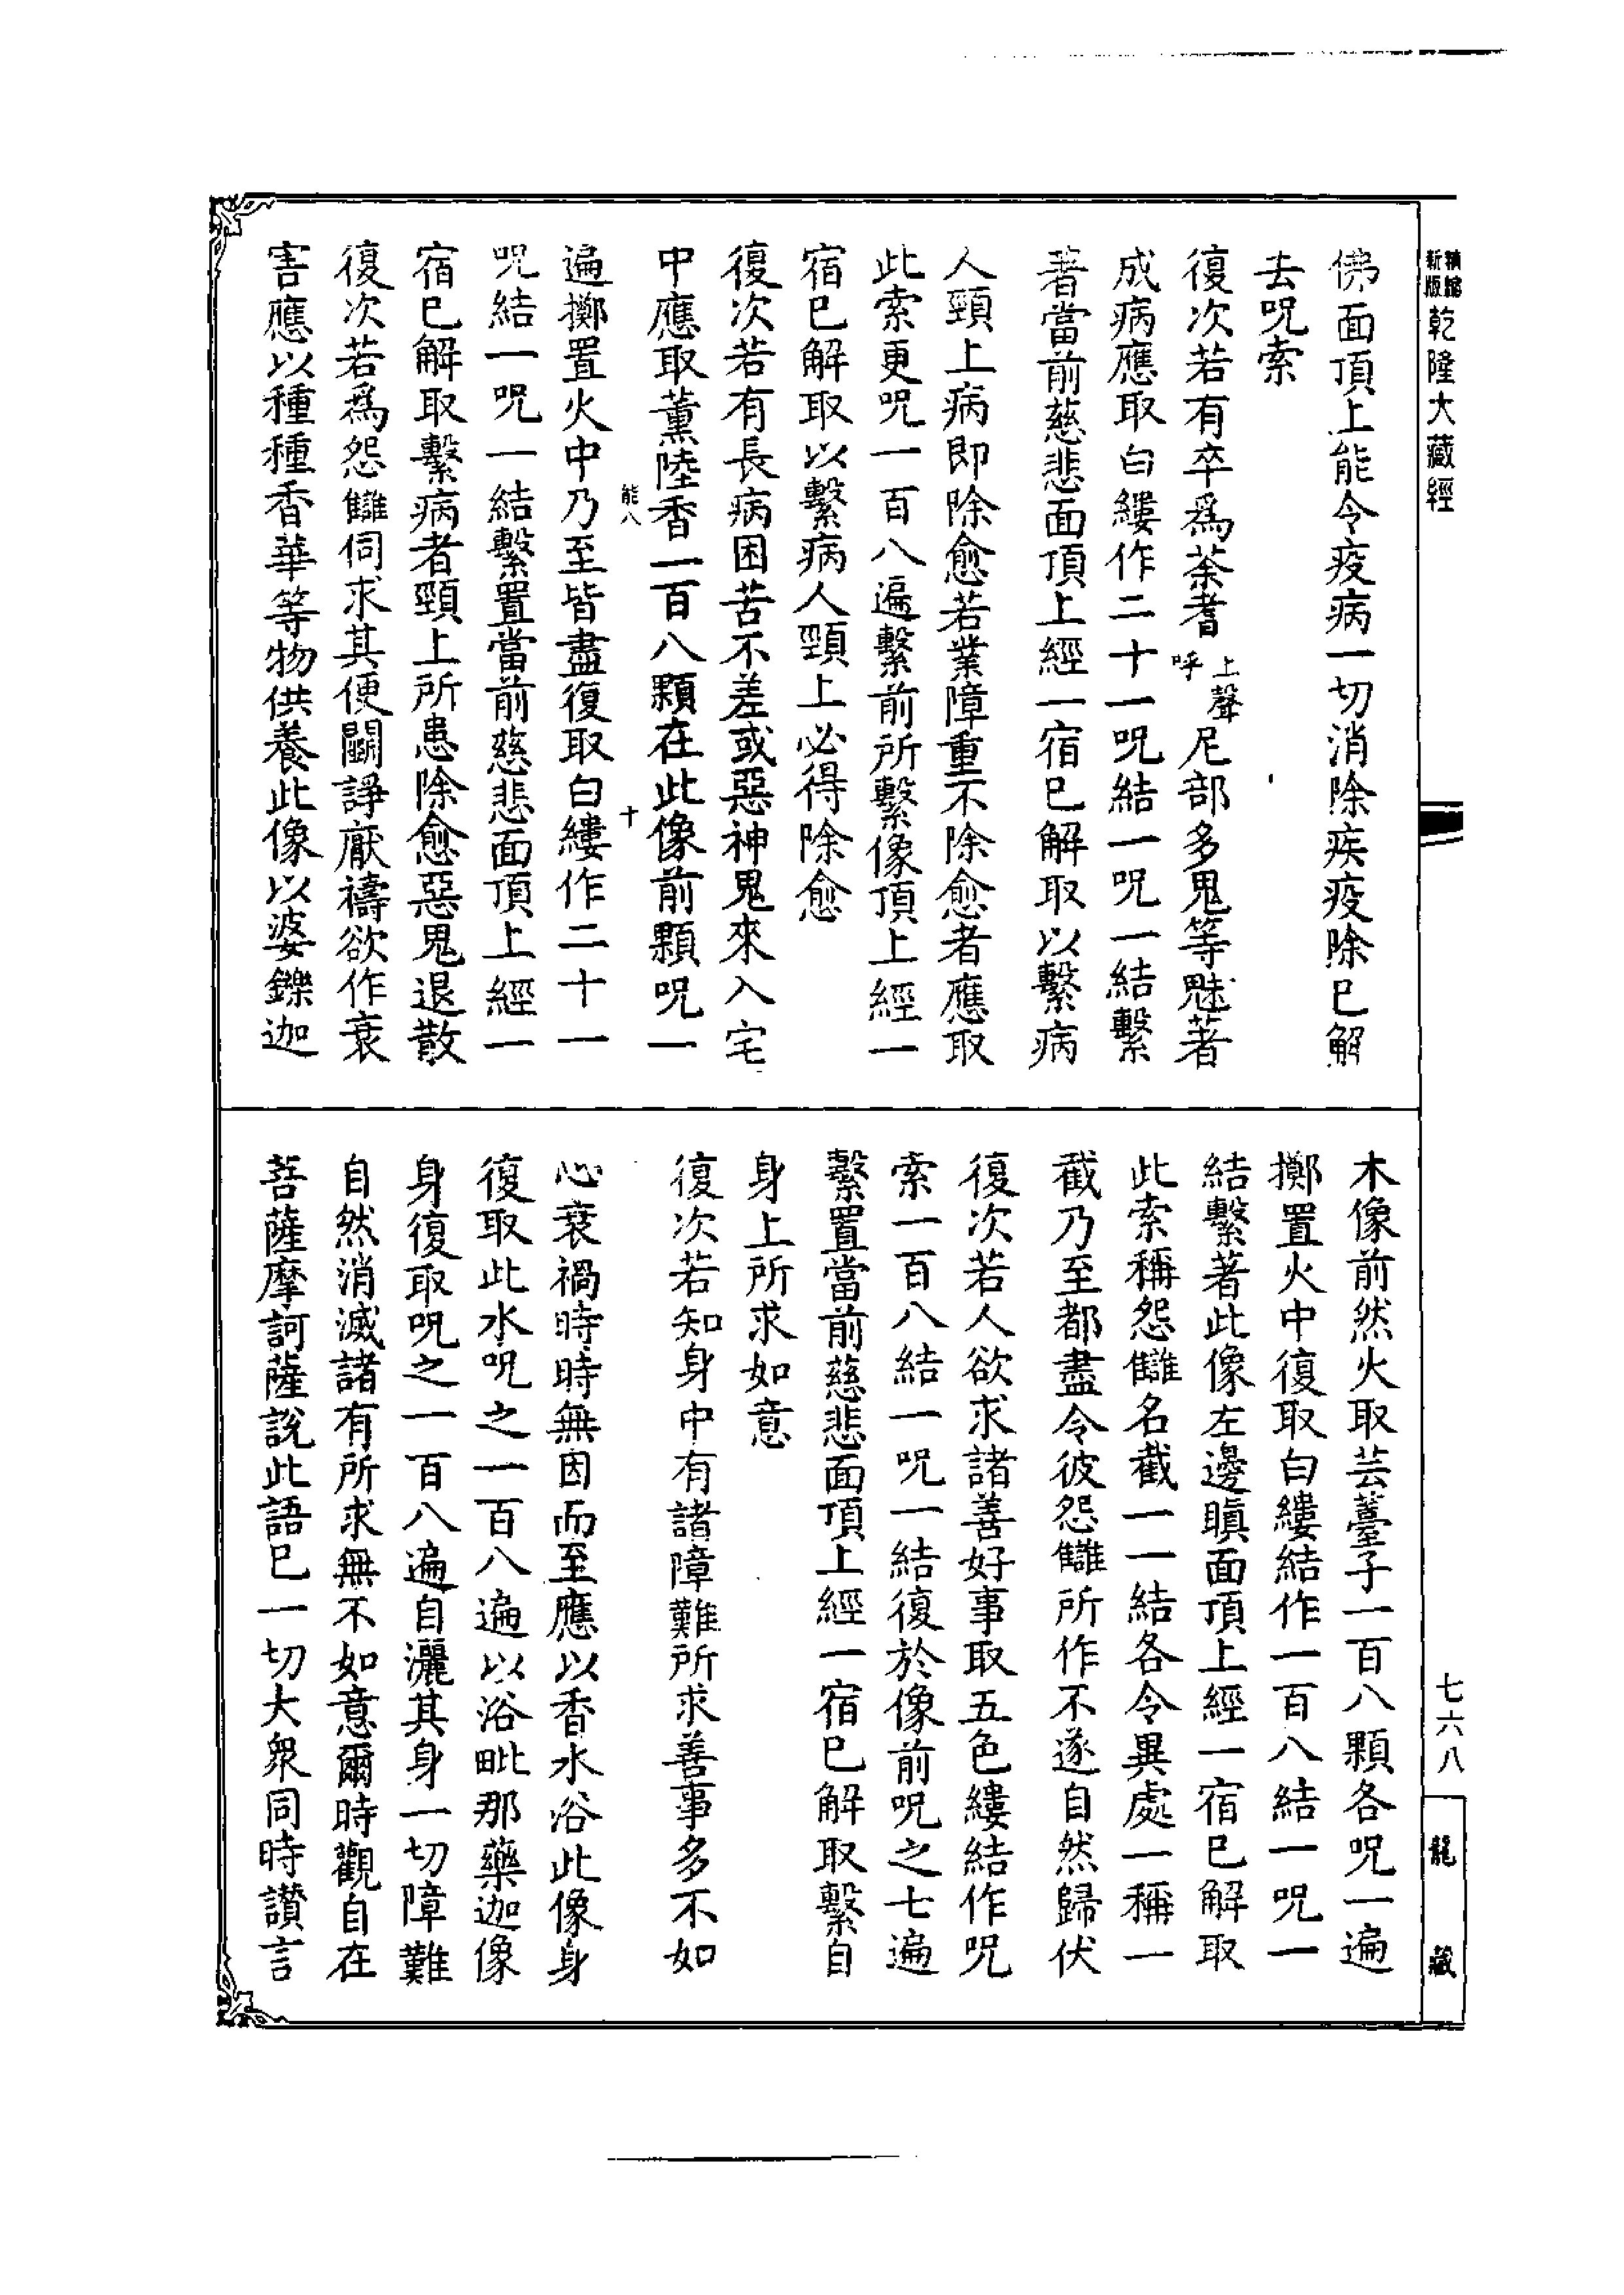 新版
精縮
乾隆大藏經
佛面頂上能令疫病一切消除疾疫除已解
去呪索
復次若有卒爲荼耆上聲呼尼部多鬼等魅著
成病應取白縷作二十一呪結一呪一結繫
著當前慈悲面頂上經一宿已解取以繫病
人頸上病即除愈若業障重不除愈者應取
此索更呪一百八遍繫前所繫像頂上經一
宿已解取以繫病人頸上必得除愈
復次若有長病困苦不差或惡神鬼來入宅
中應取薰陸香一百八顆在此像前顆呪一
能八
十
遍擲置火中乃至皆盡復取白縷作二十一
呪結一呪一結繫置當前慈悲面頂上經一
宿已解取繫病者頸上所患除愈惡鬼退散
復次若爲怨讎伺求其便鬬諍厭禱欲作衰
害應以種種香華等物供養此像以婆鑠迦
木像前然火取芸薹子一百八顆各呪一遍
擲置火中復取白縷結作一百八結一呪一
結繫著此像左邊瞋面頂上經一宿已解取
此索稱怨讎名截一一結各令異處一稱一
截乃至都盡令彼怨讎所作不遂自然歸伏
復次若人欲求諸善好事取五色縷結作呪
索一百八結一呪一結復於像前呪之七遍
繫置當前慈悲面頂上經一宿已解取繫自
身上所求如意
復次若知身中有諸障難所求善事多不如
心衰禍時時無因而至應以香水浴此像身
復取此水呪之一百八遍以浴毗那藥迦像
身復取呪之一百八遍自灑其身一切障難
自然消滅諸有所求無不如意爾時觀自在
菩薩摩訶薩說此語已一切大眾同時讚言
七六八
龍藏